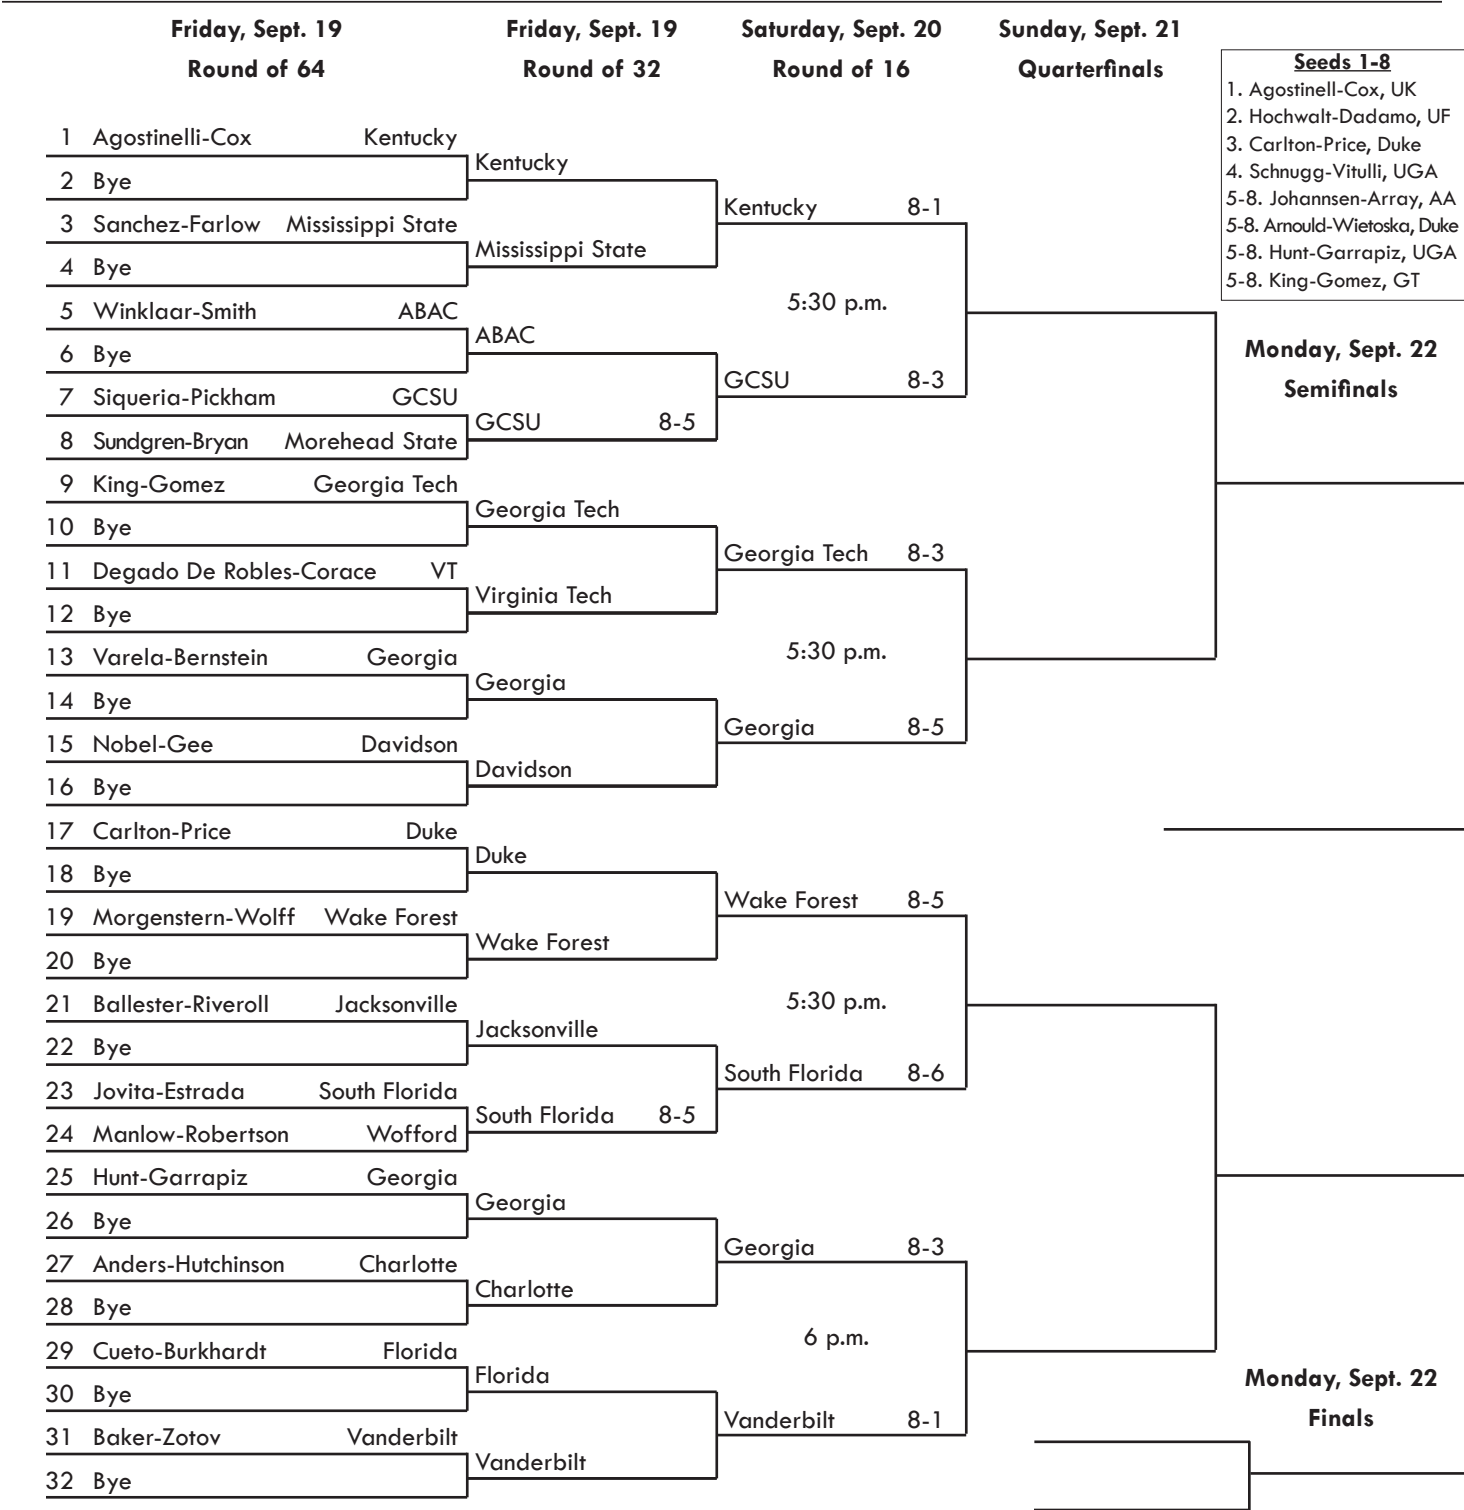 Friday, Sept. 19 Friday, Sept. 19 Saturday, Sept. 20 Sunday, Sept. 21
Round of 64 Round of 32 Round of 16 Quarterfinals
Seeds 1-8
1. Agostinell-Cox, UK
2. Hochwalt-Dadamo, UF
3. Carlton-Price, Duke
4. Schnugg-Vitulli, UGA
5-8. Johannsen-Array, AA
5-8. Arnould-Wietoska, Duke
5-8. Hunt-Garrapiz, UGA
5-8. King-Gomez, GT
1 Agostinelli-Cox Kentucky
Kentucky
2 Bye
Kentucky 8-1
3 Sanchez-Farlow Mississippi State
Mississippi State
4 Bye
5:30 p.m.
5 Winklaar-Smith ABAC
ABAC
6 Bye
Monday, Sept. 22
Semifinals
GCSU 8-3
7 Siqueria-Pickham GCSU
GCSU 8-5
8 Sundgren-Bryan Morehead State
9 King-Gomez Georgia Tech
Georgia Tech
10 Bye
Georgia Tech 8-3
11 Degado De Robles-Corace VT
Virginia Tech
12 Bye
5:30 p.m.
13 Varela-Bernstein Georgia
Georgia
14 Bye
Georgia 8-5
15 Nobel-Gee Davidson
Davidson
16 Bye
17 Carlton-Price Duke
Duke
18 Bye
Wake Forest 8-5
19 Morgenstern-Wolff Wake Forest
Wake Forest
20 Bye
5:30 p.m.
21 Ballester-Riveroll Jacksonville
Jacksonville
22 Bye
South Florida 8-6
23 Jovita-Estrada South Florida
South Florida 8-5
24 Manlow-Robertson Wofford
25 Hunt-Garrapiz Georgia
Georgia
26 Bye
Georgia 8-3
27 Anders-Hutchinson Charlotte
Charlotte
28 Bye
6 p.m.
29 Cueto-Burkhardt Florida
Florida
30 Bye
Monday, Sept. 22
Finals
Vanderbilt 8-1
31 Baker-Zotov Vanderbilt
Vanderbilt
32 Bye